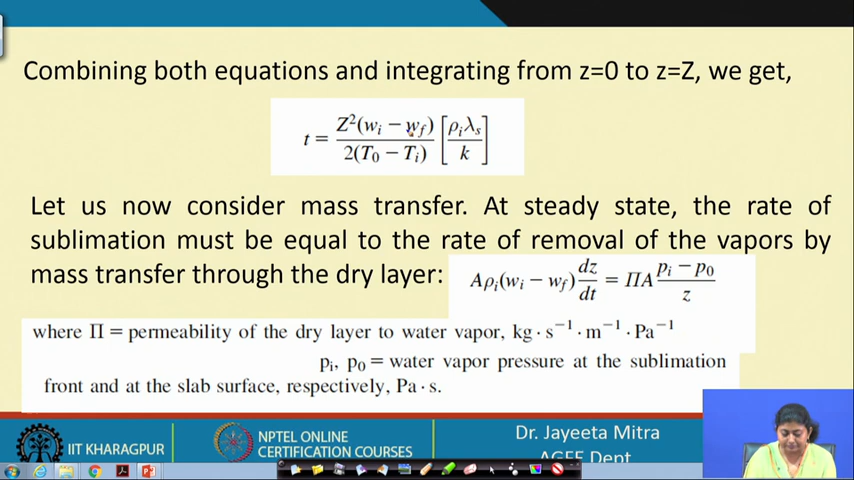 Combining both equations and integrating from z=0 to z=Z, we get,
t = Z²(wᵢ − w_f) / 2(T₀ − Tᵢ) [ρᵢλₛ / k]
Let us now consider mass transfer. At steady state, the rate of
sublimation must be equal to the rate of removal of the vapors by
mass transfer through the dry layer:
Aρᵢ(wᵢ − w_f) dz/dt = ΠA (pᵢ − p₀)/z
where Π = permeability of the dry layer to water vapor, kg · s⁻¹ · m⁻¹ · Pa⁻¹
pᵢ, p₀ = water vapor pressure at the sublimation
front and at the slab surface, respectively, Pa · s.
IIT KHARAGPUR
NPTEL ONLINE
CERTIFICATION COURSES
Dr. Jayeeta Mitra
AGFE Dept